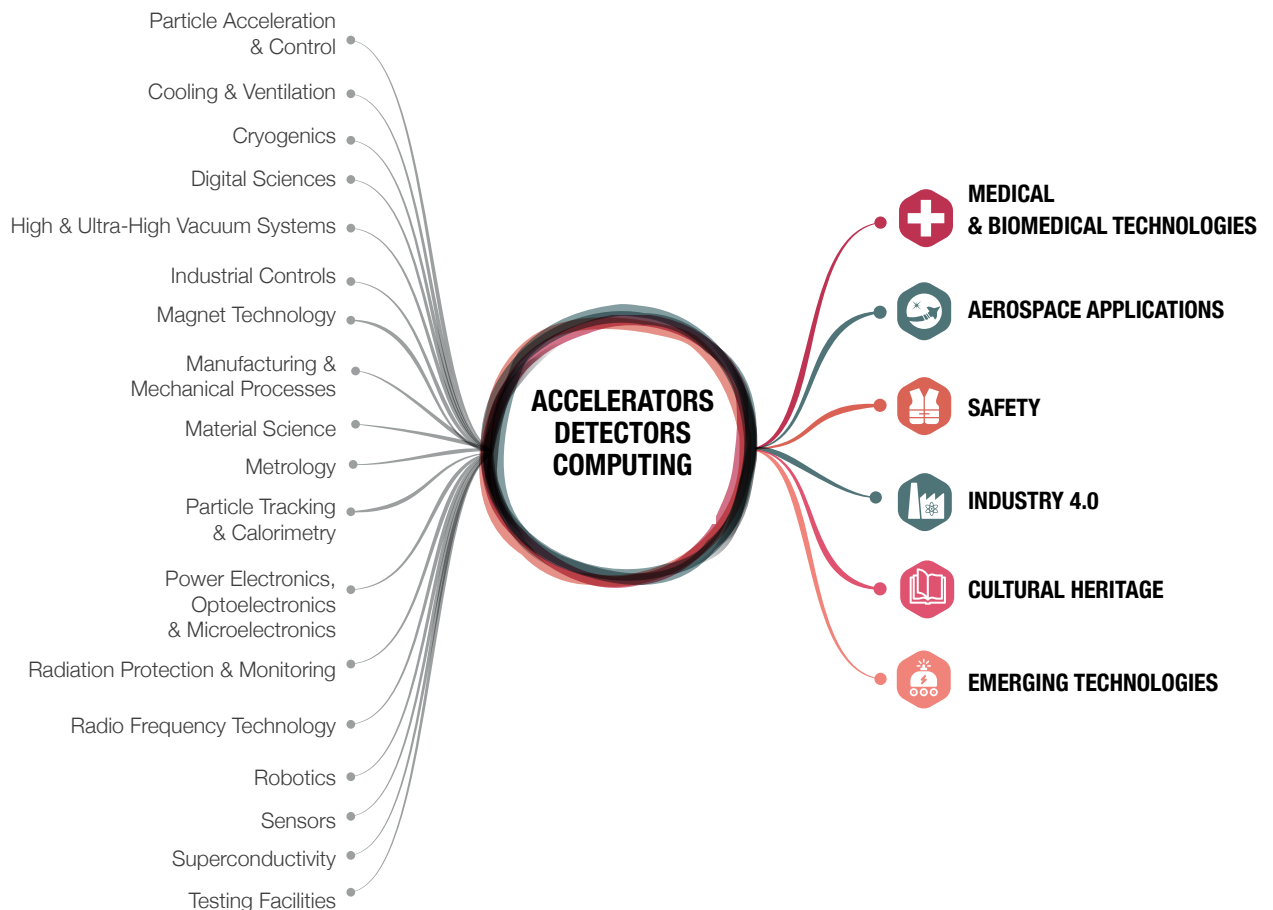 Particle Acceleration
& Control
Cooling & Ventilation
Cryogenics
Digital Sciences
High & Ultra-High Vacuum Systems
Industrial Controls
Magnet Technology
Manufacturing &
Mechanical Processes
Material Science
Metrology
Particle Tracking
& Calorimetry
Power Electronics,
Optoelectronics
& Microelectronics
Radiation Protection & Monitoring
Radio Frequency Technology
Robotics
Sensors
Superconductivity
Testing Facilities
ACCELERATORS
DETECTORS
COMPUTING
MEDICAL
& BIOMEDICAL TECHNOLOGIES
AEROSPACE APPLICATIONS
SAFETY
INDUSTRY 4.0
CULTURAL HERITAGE
EMERGING TECHNOLOGIES